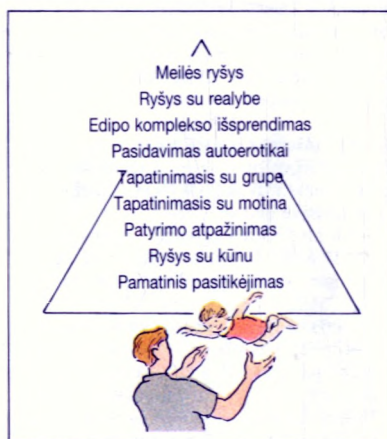 Meilės ryšys
Ryšys su realybe
Edipo komplekso išsprendimas
Pasidavimas autoerotikai
Tapatinimasis su grupe
Tapatinimasis su motina
Patyrimo atpažinimas
Ryšys su kūnu
Pamatinis pasitikėjimas